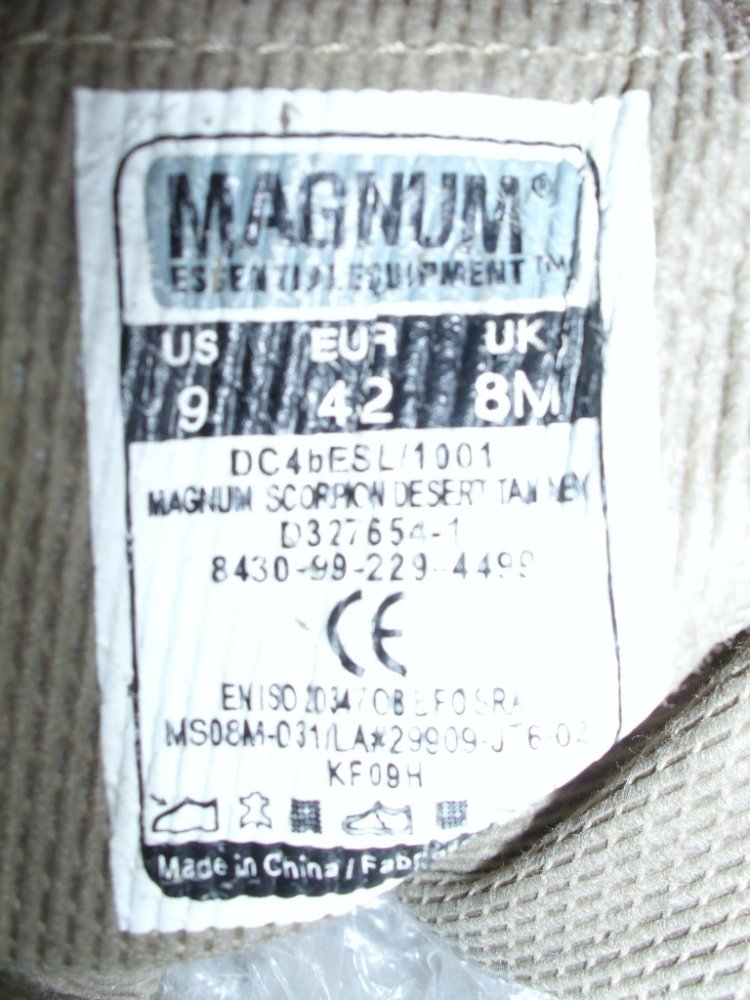 MAGNUM®
ESSENTIAL EQUIPMENT™
US EUR UK
9 42 8M
DC4bESL/1001
MAGNUM SCORPION DESERT TAN MEN
D327654-1
8430-99-229-4499
CE
EN ISO 20347 OB E FO SRA
MS08M-031/LA#29909-JT6-02
KF09H
Made in China /